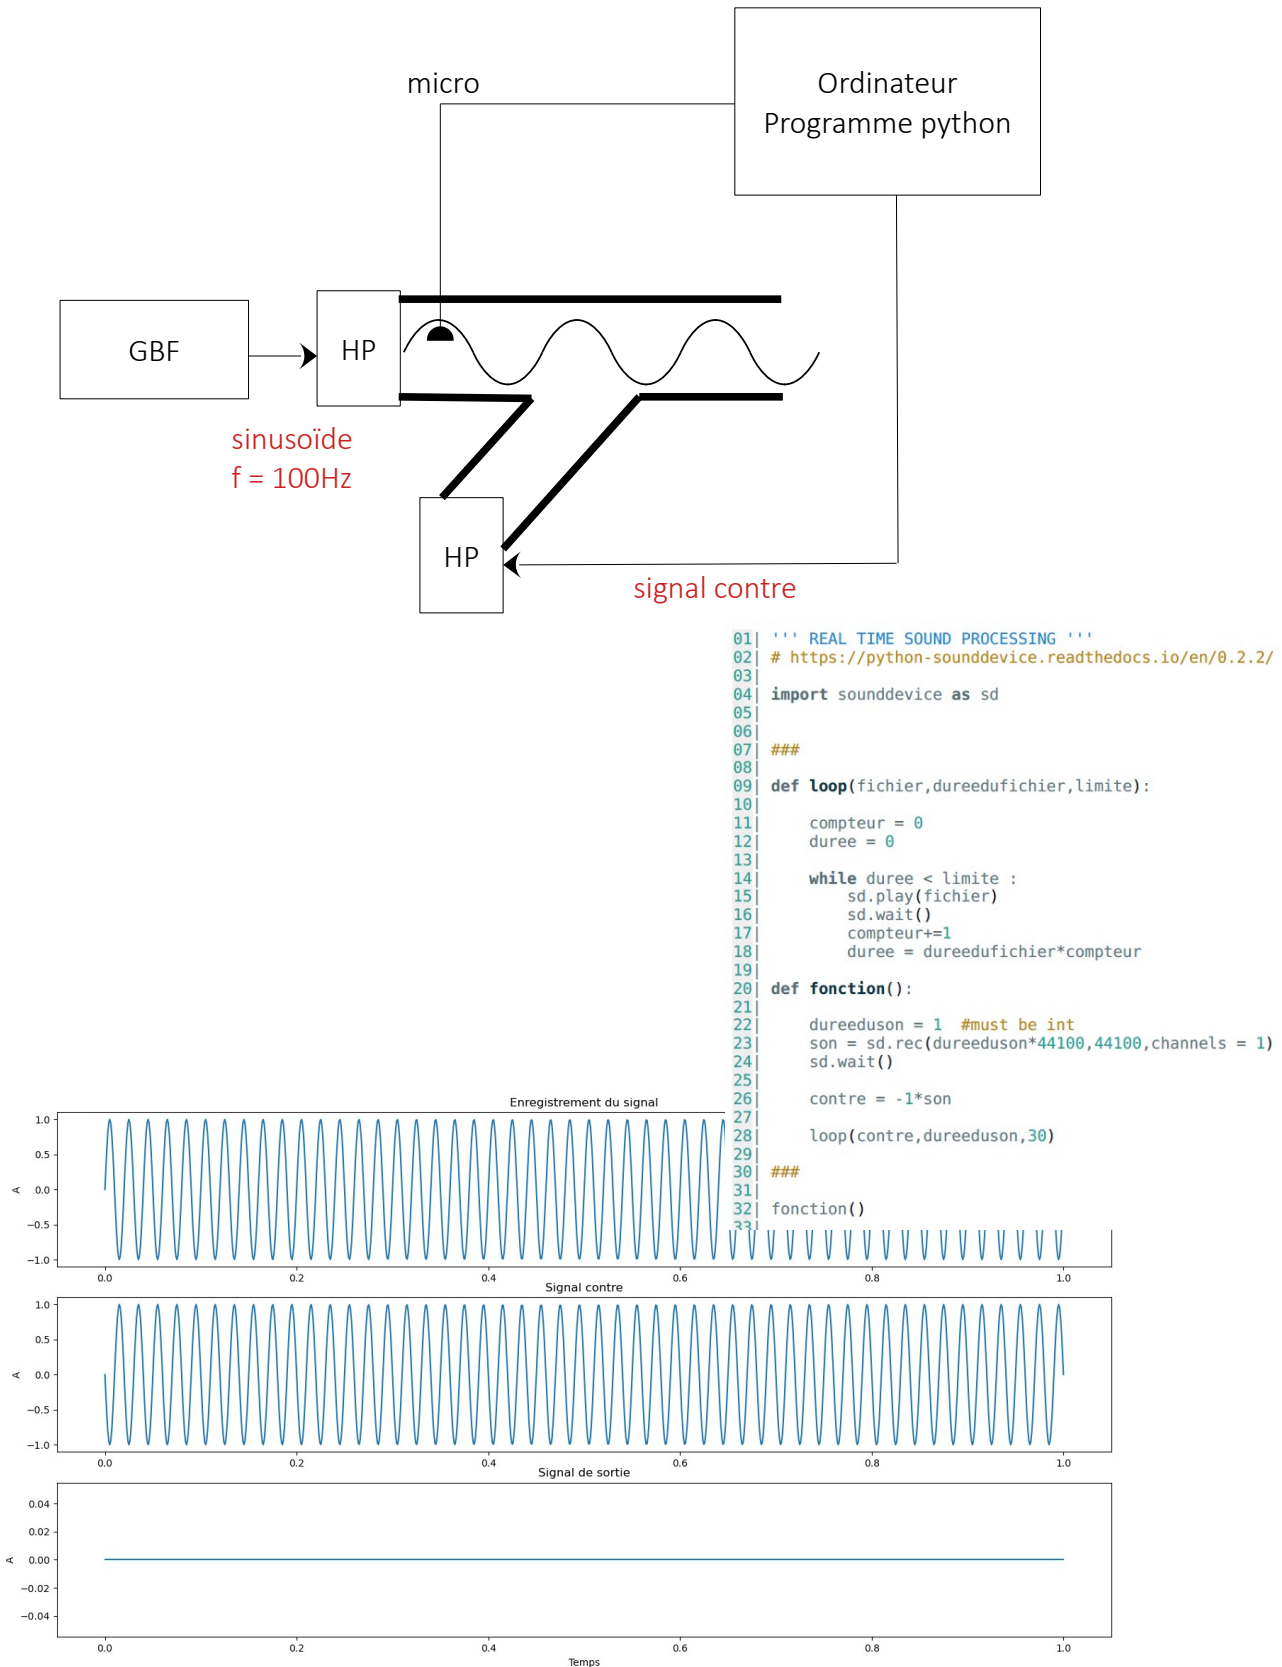 micro
Ordinateur
Programme python
GBF
HP
sinusoïde
f = 100Hz
HP
signal contre
01| ''' REAL TIME SOUND PROCESSING '''
02| # https://python-sounddevice.readthedocs.io/en/0.2.2/
03|
04| import sounddevice as sd
05|
06|
07| ###
08|
09| def loop(fichier,dureedufichier,limite):
10|
11|     compteur = 0
12|     duree = 0
13|
14|     while duree < limite :
15|         sd.play(fichier)
16|         sd.wait()
17|         compteur+=1
18|         duree = dureedufichier*compteur
19|
20| def fonction():
21|
22|     dureeduson = 1  #must be int
23|     son = sd.rec(dureeduson*44100,44100,channels = 1)
24|     sd.wait()
25|
26|     contre = -1*son
27|
28|     loop(contre,dureeduson,30)
29|
30| ###
31|
32| fonction()
33|
Enregistrement du signal
1.0
0.5
0.0
−0.5
−1.0
A
0.0 0.2 0.4 0.6 0.8 1.0
Signal contre
1.0
0.5
0.0
−0.5
−1.0
A
0.0 0.2 0.4 0.6 0.8 1.0
Signal de sortie
0.04
0.02
0.00
−0.02
−0.04
A
0.0 0.2 0.4 0.6 0.8 1.0
Temps